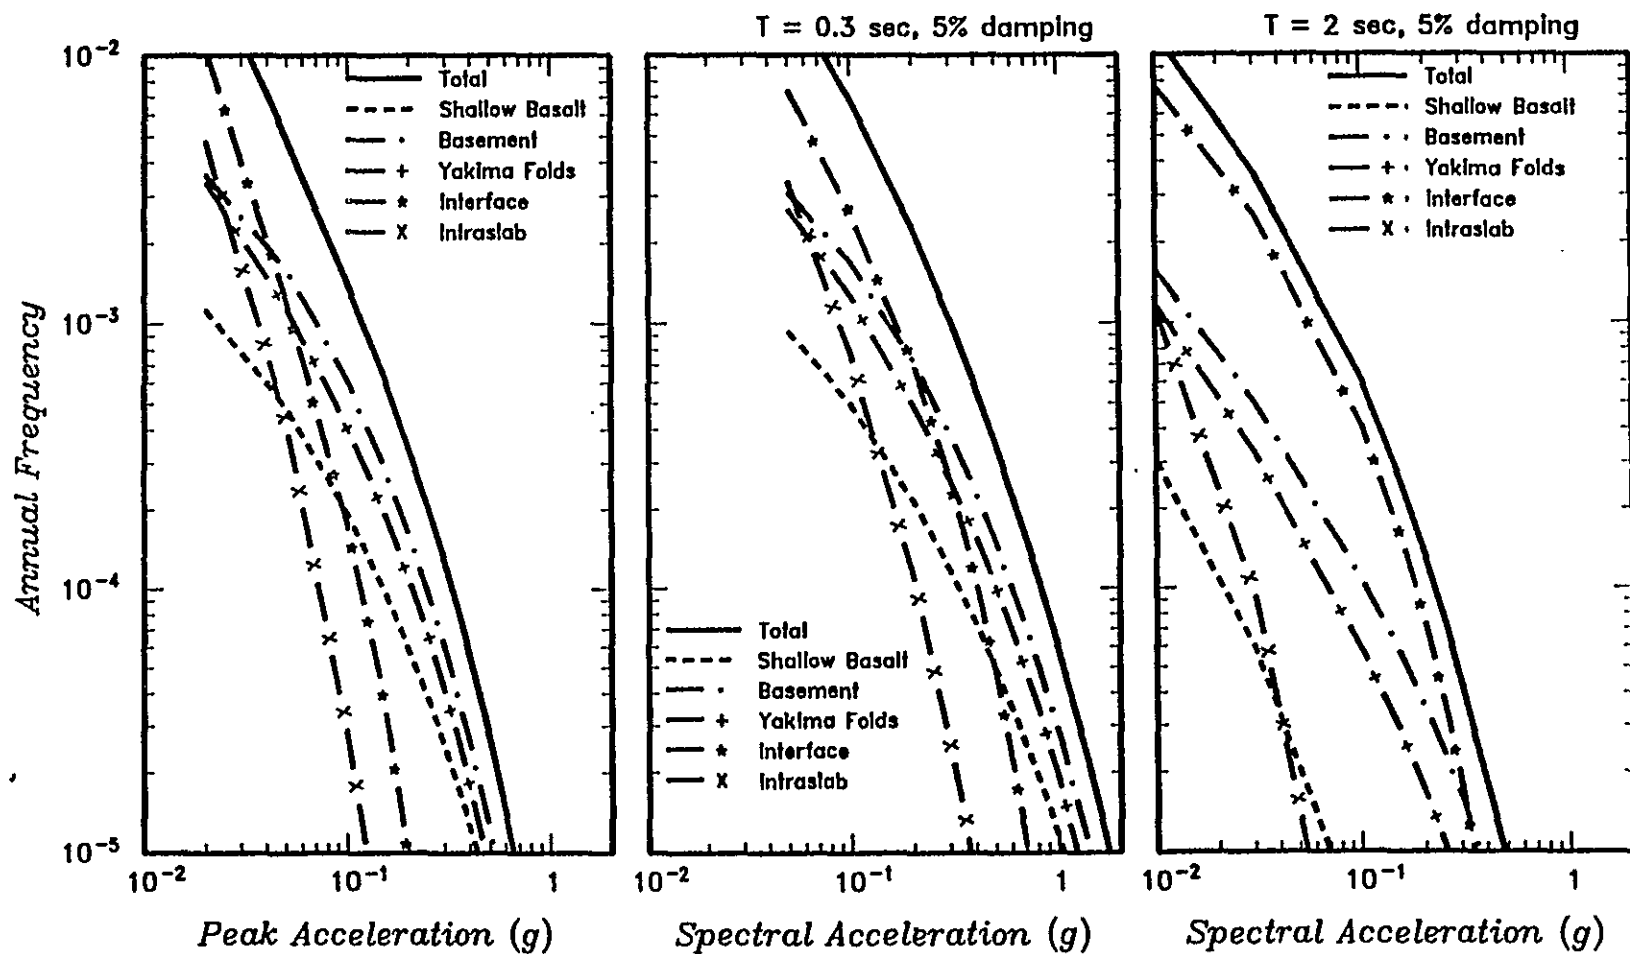 T = 0.3 sec, 5% damping
T = 2 sec, 5% damping
Annual Frequency
10⁻²
10⁻³
10⁻⁴
10⁻⁵
Total
Shallow Basalt
Basement
Yakima Folds
Interface
Intraslab
10⁻²
10⁻¹
1
Peak Acceleration (g)
Total
Shallow Basalt
Basement
Yakima Folds
Interface
Intraslab
10⁻²
10⁻¹
1
Spectral Acceleration (g)
Total
Shallow Basalt
Basement
Yakima Folds
Interface
Intraslab
10⁻²
10⁻¹
1
Spectral Acceleration (g)